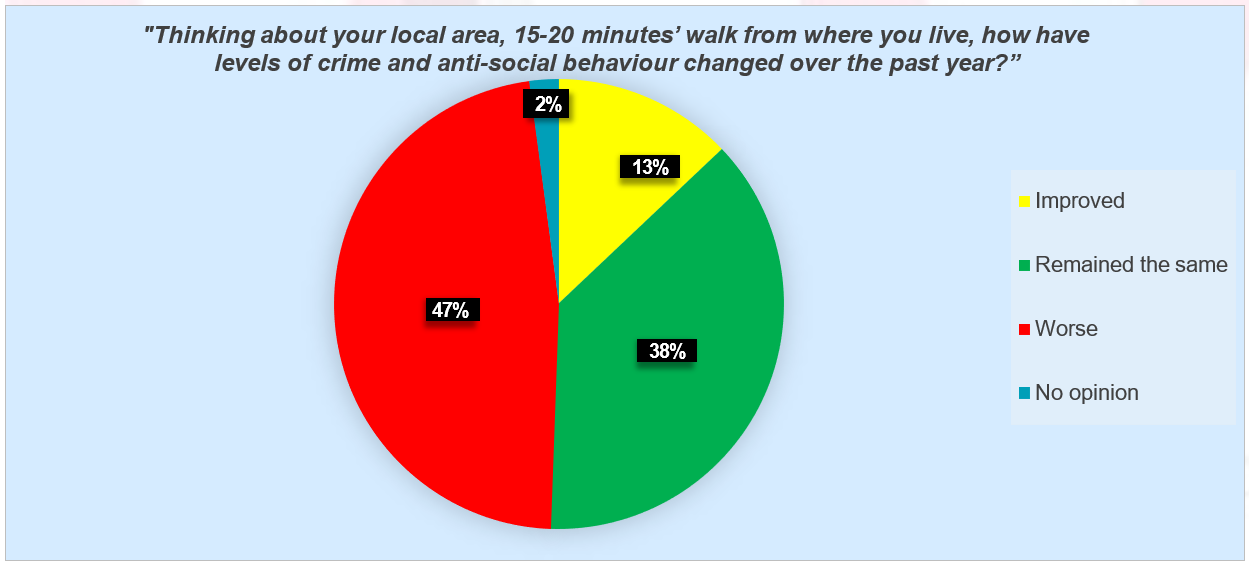 "Thinking about your local area, 15-20 minutes’ walk from where you live, how have
levels of crime and anti-social behaviour changed over the past year?”
2%
13%
47%
38%
Improved
Remained the same
Worse
No opinion